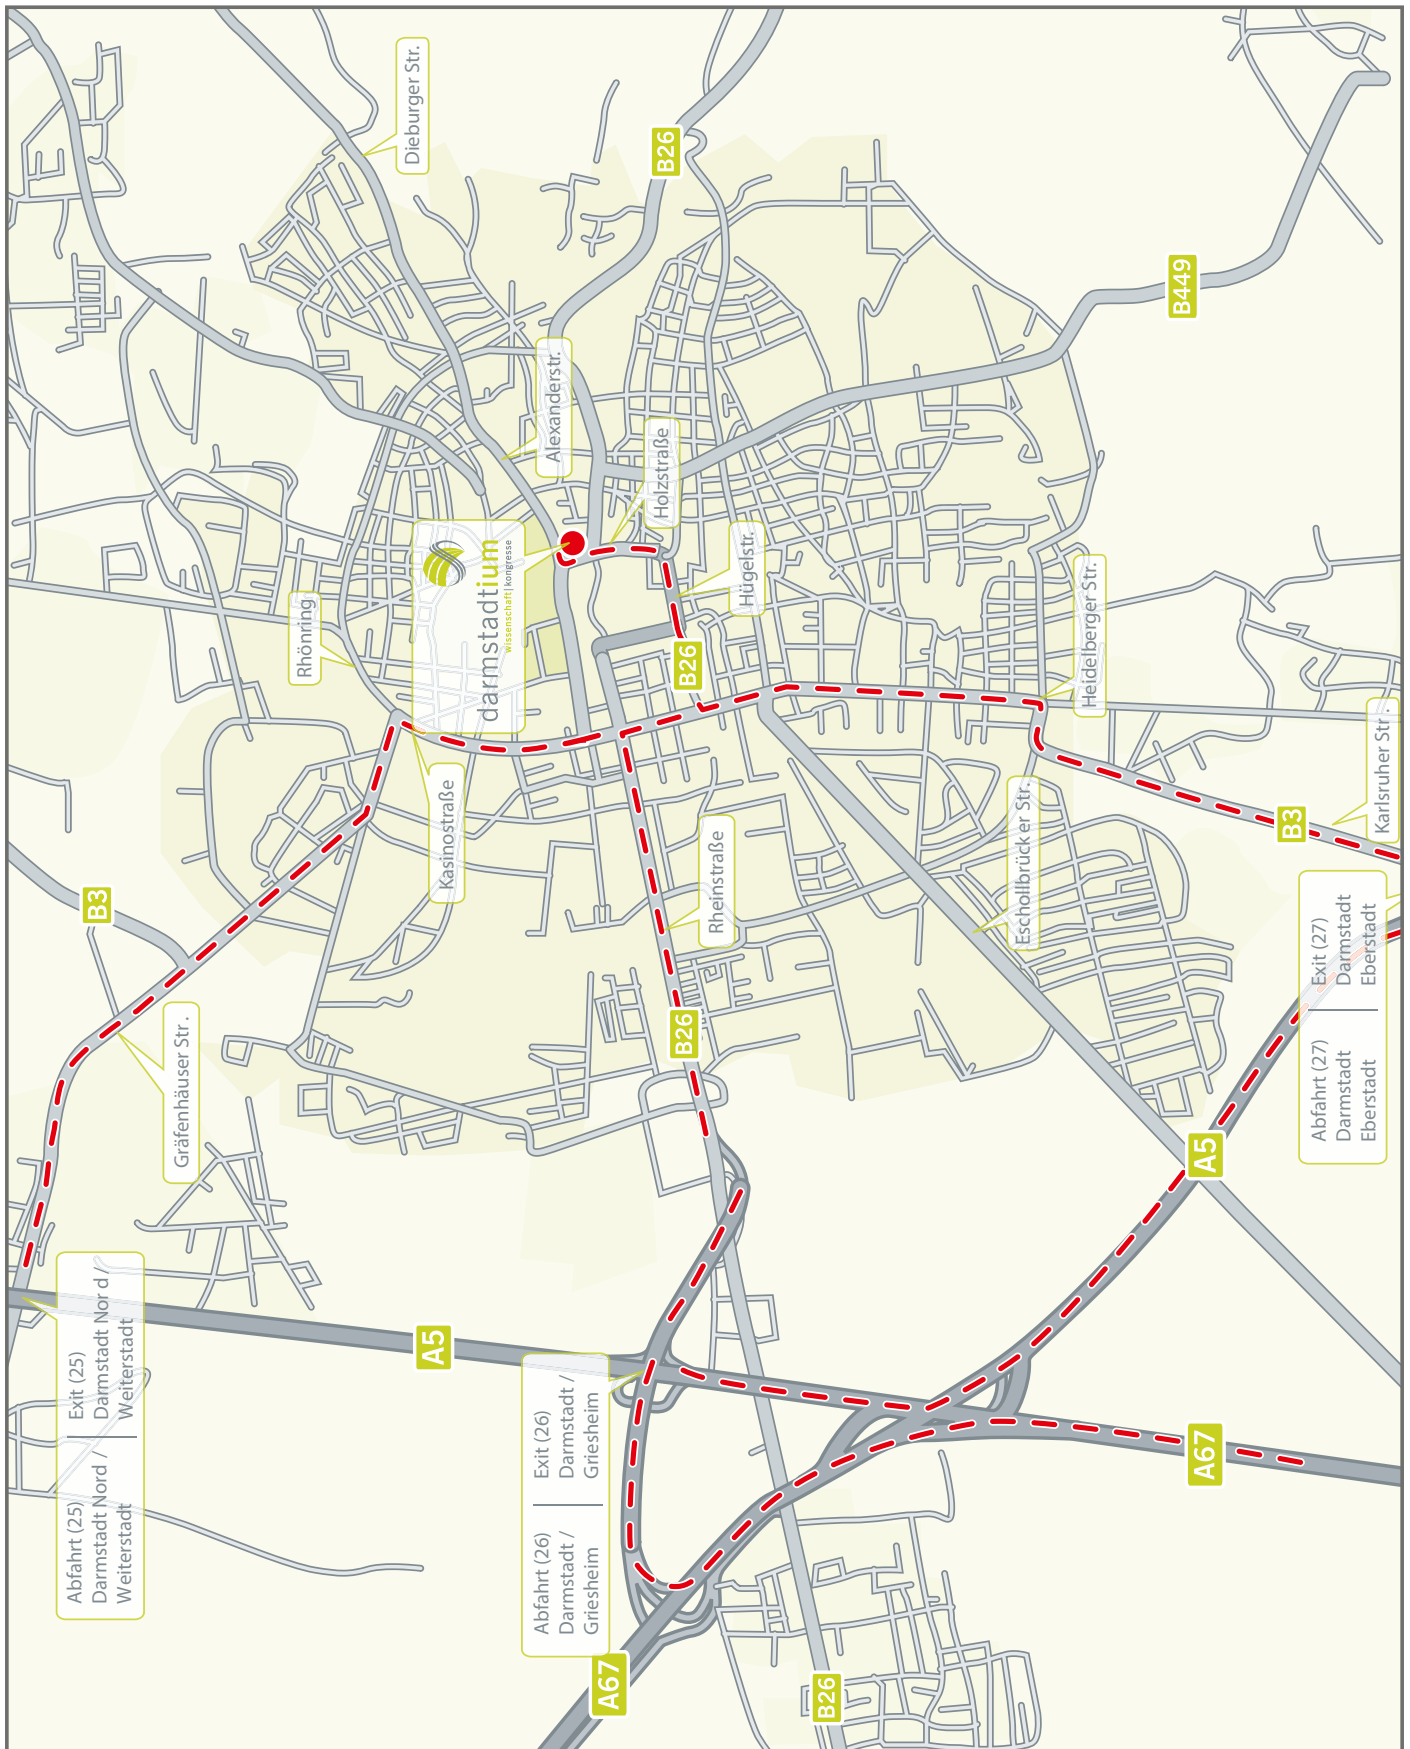 Abfahrt (25)
Darmstadt Nord /
Weiterstadt
Exit (25)
Darmstadt Nor d /
Weiterstadt
B3
Gräfenhäuser Str.
Rhönring
Dieburger Str.
A5
Kasinostraße
darmstadtium
wissenschaft | kongresse
Alexanderstr.
Abfahrt (26)
Darmstadt /
Griesheim
Exit (26)
Darmstadt /
Griesheim
A67
B26
Rheinstraße
B26
Holzstraße
B26
Hügelstr.
B26
Eschollbrücker Str.
Heidelberger Str.
A67
A5
B449
B3
Abfahrt (27)
Darmstadt
Eberstadt
Exit (27)
Darmstadt
Eberstadt
Karlsruher Str.